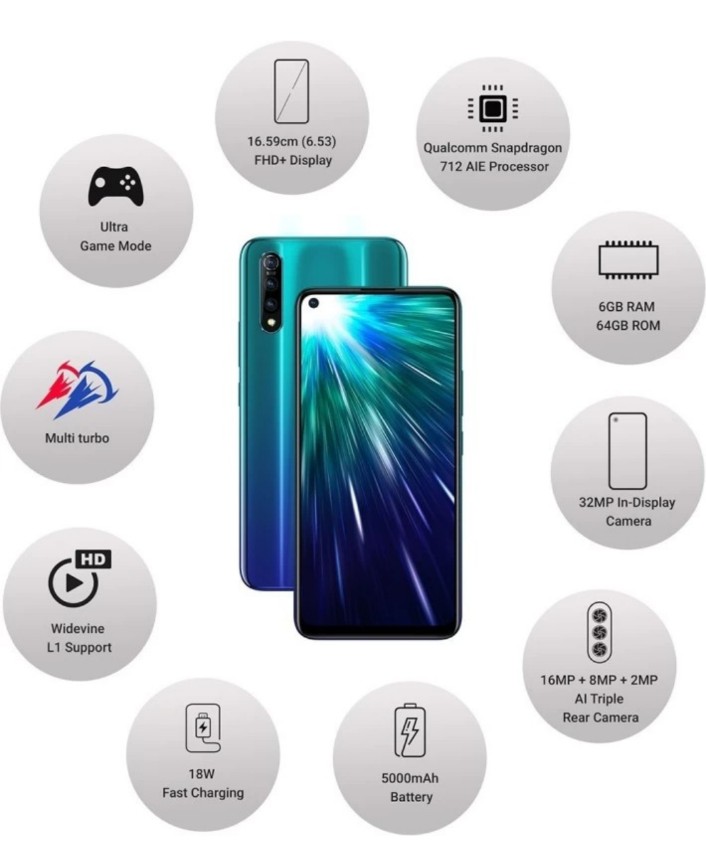 16.59cm (6.53)
FHD+ Display
Qualcomm Snapdragon
712 AIE Processor
Ultra
Game Mode
6GB RAM
64GB ROM
Multi turbo
32MP In-Display
Camera
HD
Widevine
L1 Support
16MP + 8MP + 2MP
AI Triple
Rear Camera
18W
Fast Charging
5000mAh
Battery